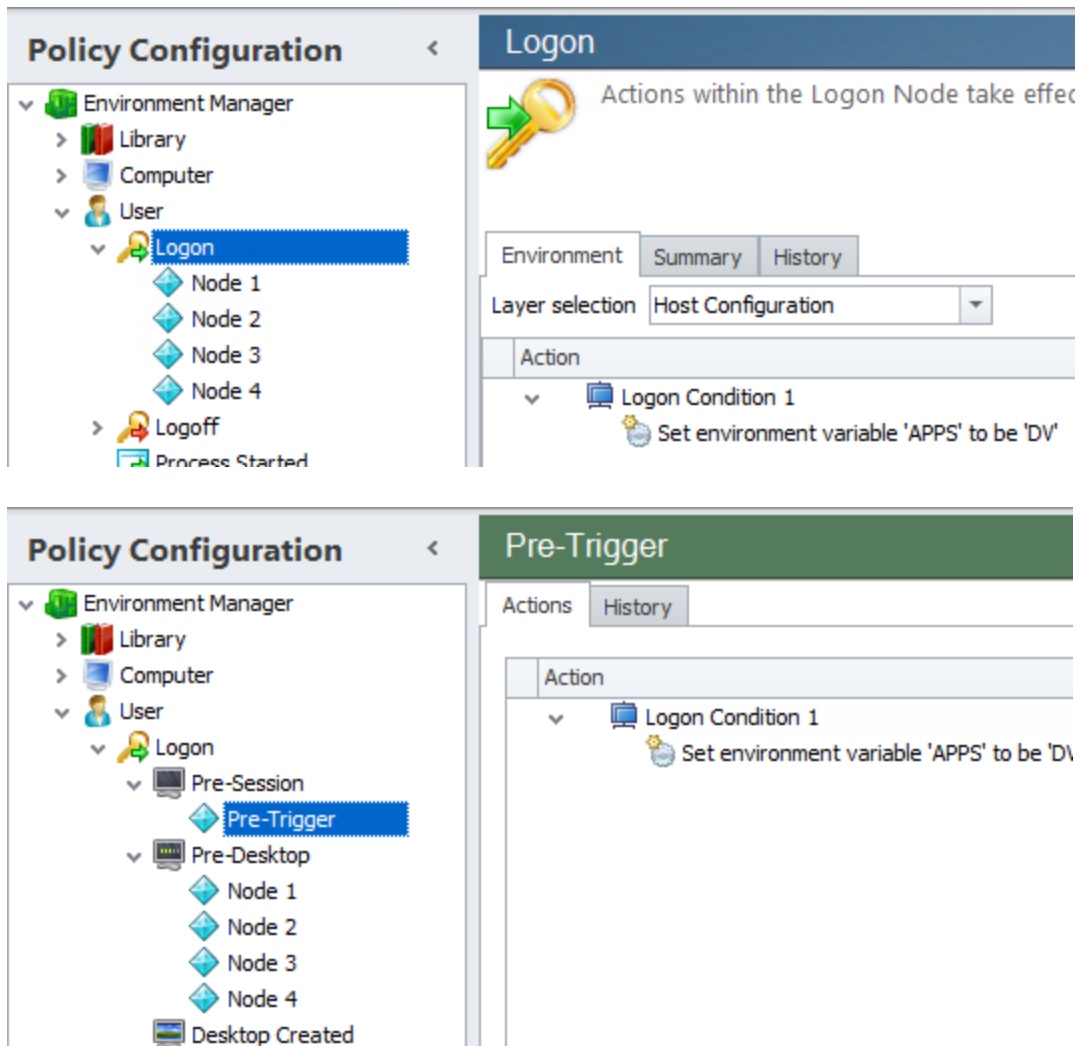 Policy Configuration
Environment Manager
Library
Computer
User
Logon
Node 1
Node 2
Node 3
Node 4
Logoff
Process Started
Logon
Actions within the Logon Node take effec
Environment Summary History
Layer selection Host Configuration
Action
Logon Condition 1
Set environment variable 'APPS' to be 'DV'
Policy Configuration
Environment Manager
Library
Computer
User
Logon
Pre-Session
Pre-Trigger
Pre-Desktop
Node 1
Node 2
Node 3
Node 4
Desktop Created
Pre-Trigger
Actions History
Action
Logon Condition 1
Set environment variable 'APPS' to be 'DV